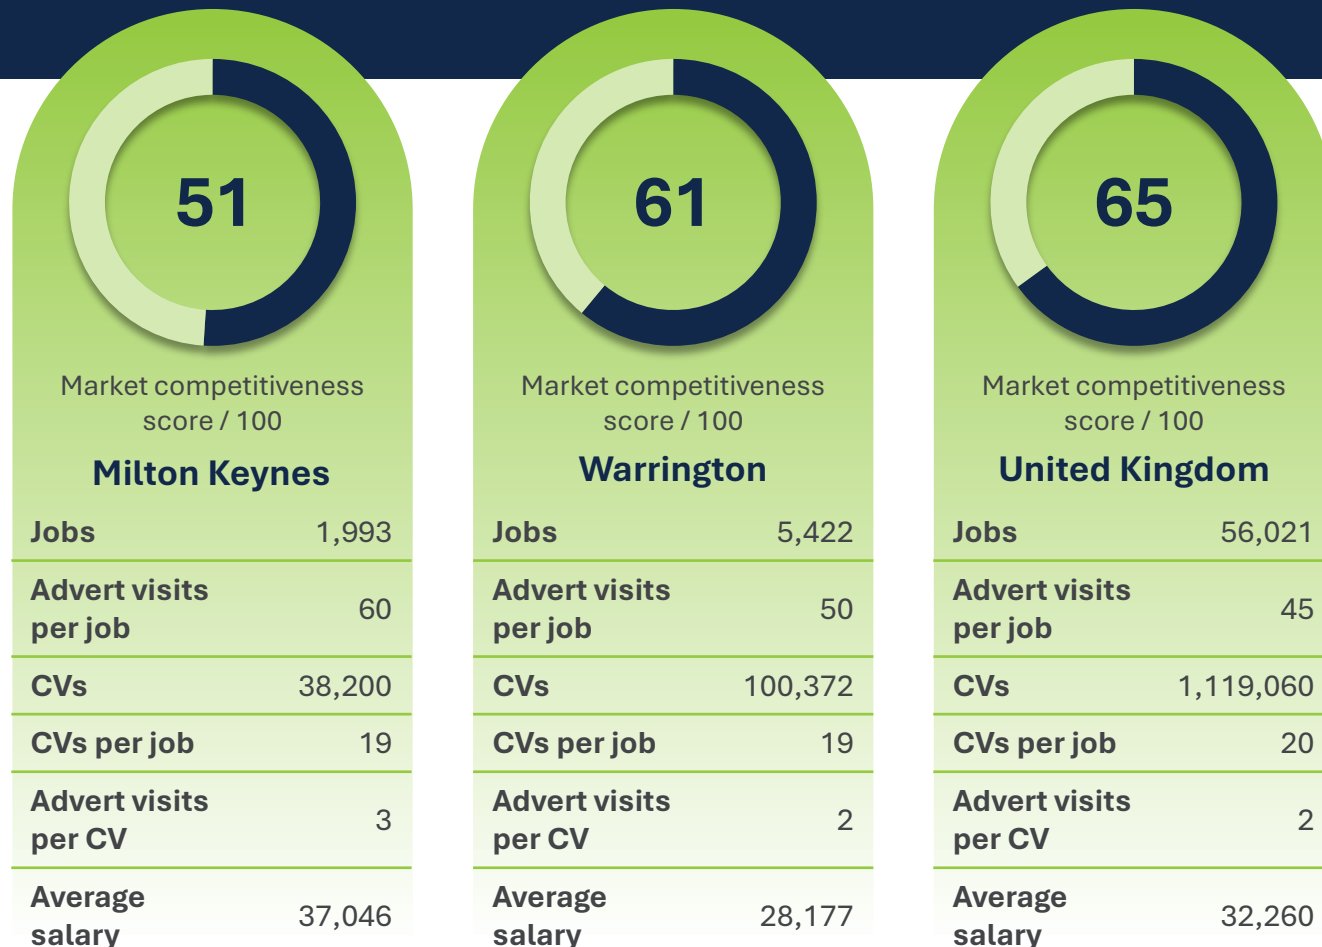 51
Market competitiveness
score / 100
Milton Keynes
Jobs 1,993
Advert visits
per job 60
CVs 38,200
CVs per job 19
Advert visits
per CV 3
Average
salary 37,046
61
Market competitiveness
score / 100
Warrington
Jobs 5,422
Advert visits
per job 50
CVs 100,372
CVs per job 19
Advert visits
per CV 2
Average
salary 28,177
65
Market competitiveness
score / 100
United Kingdom
Jobs 56,021
Advert visits
per job 45
CVs 1,119,060
CVs per job 20
Advert visits
per CV 2
Average
salary 32,260